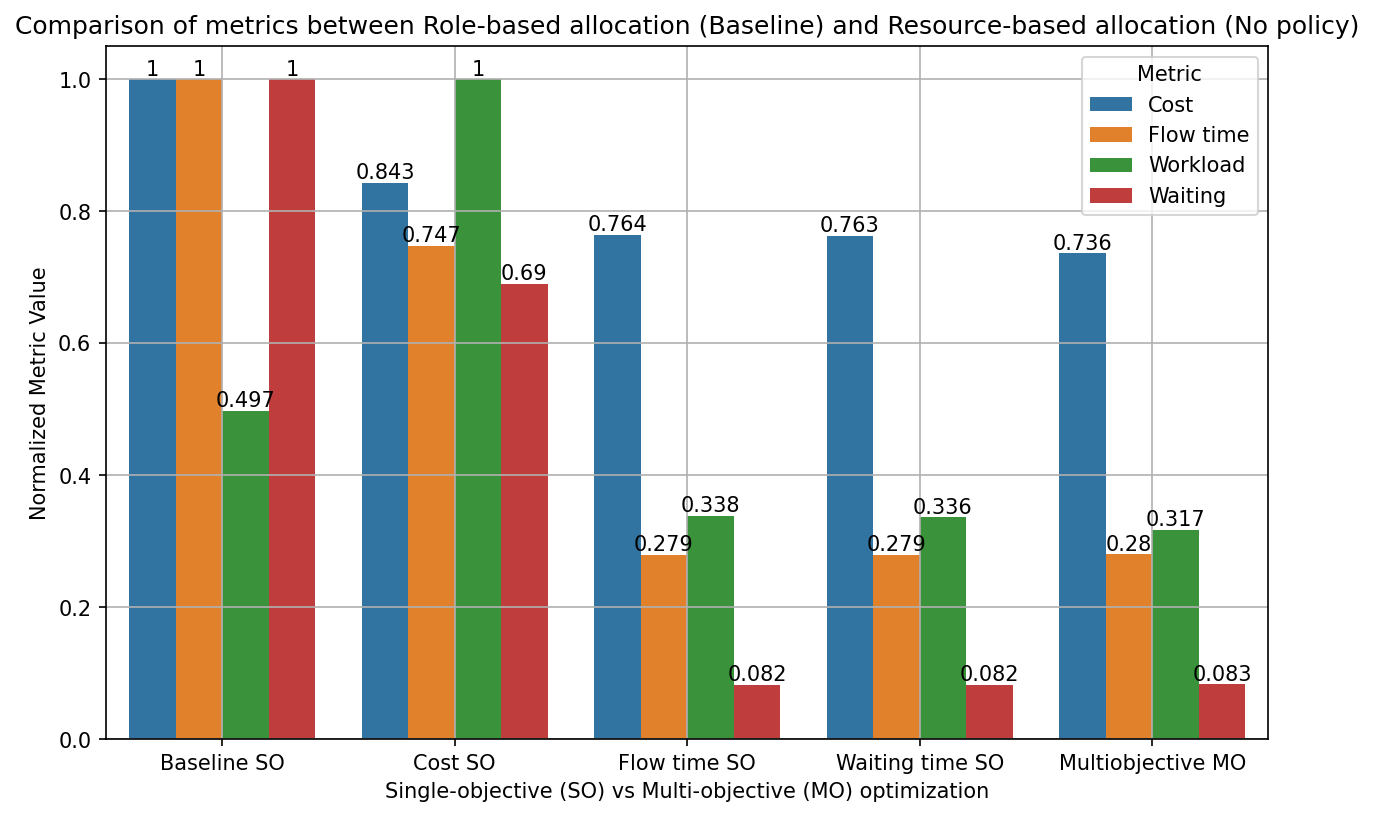 Comparison of metrics between Role-based allocation (Baseline) and Resource-based allocation (No policy)
Metric
Cost
Flow time
Workload
Waiting
Normalized Metric Value
1.0
0.8
0.6
0.4
0.2
0.0
1 1 0.497 1
0.843 0.747 1 0.69
0.764 0.279 0.338 0.082
0.763 0.279 0.336 0.082
0.736 0.28 0.317 0.083
Baseline SO Cost SO Flow time SO Waiting time SO Multiobjective MO
Single-objective (SO) vs Multi-objective (MO) optimization